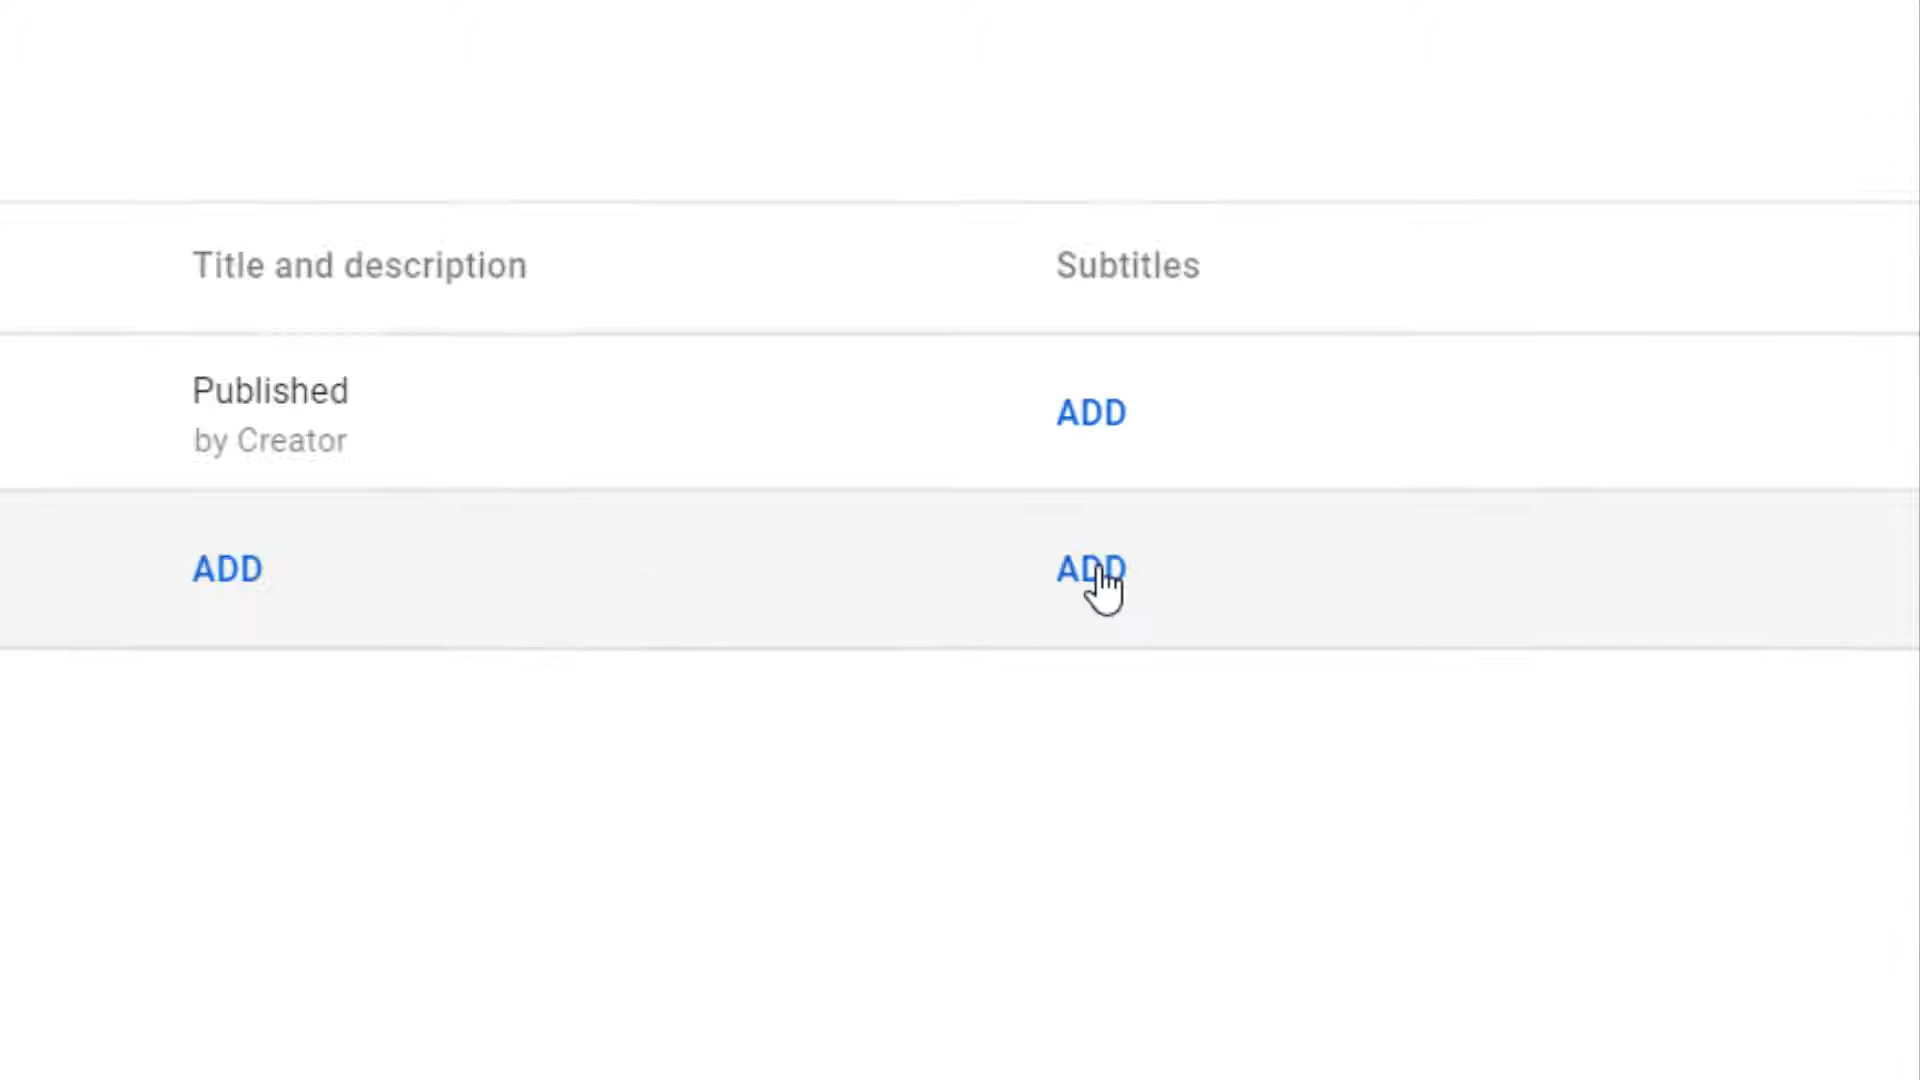 Title and description
Subtitles
Published
by Creator
ADD
ADD
ADD